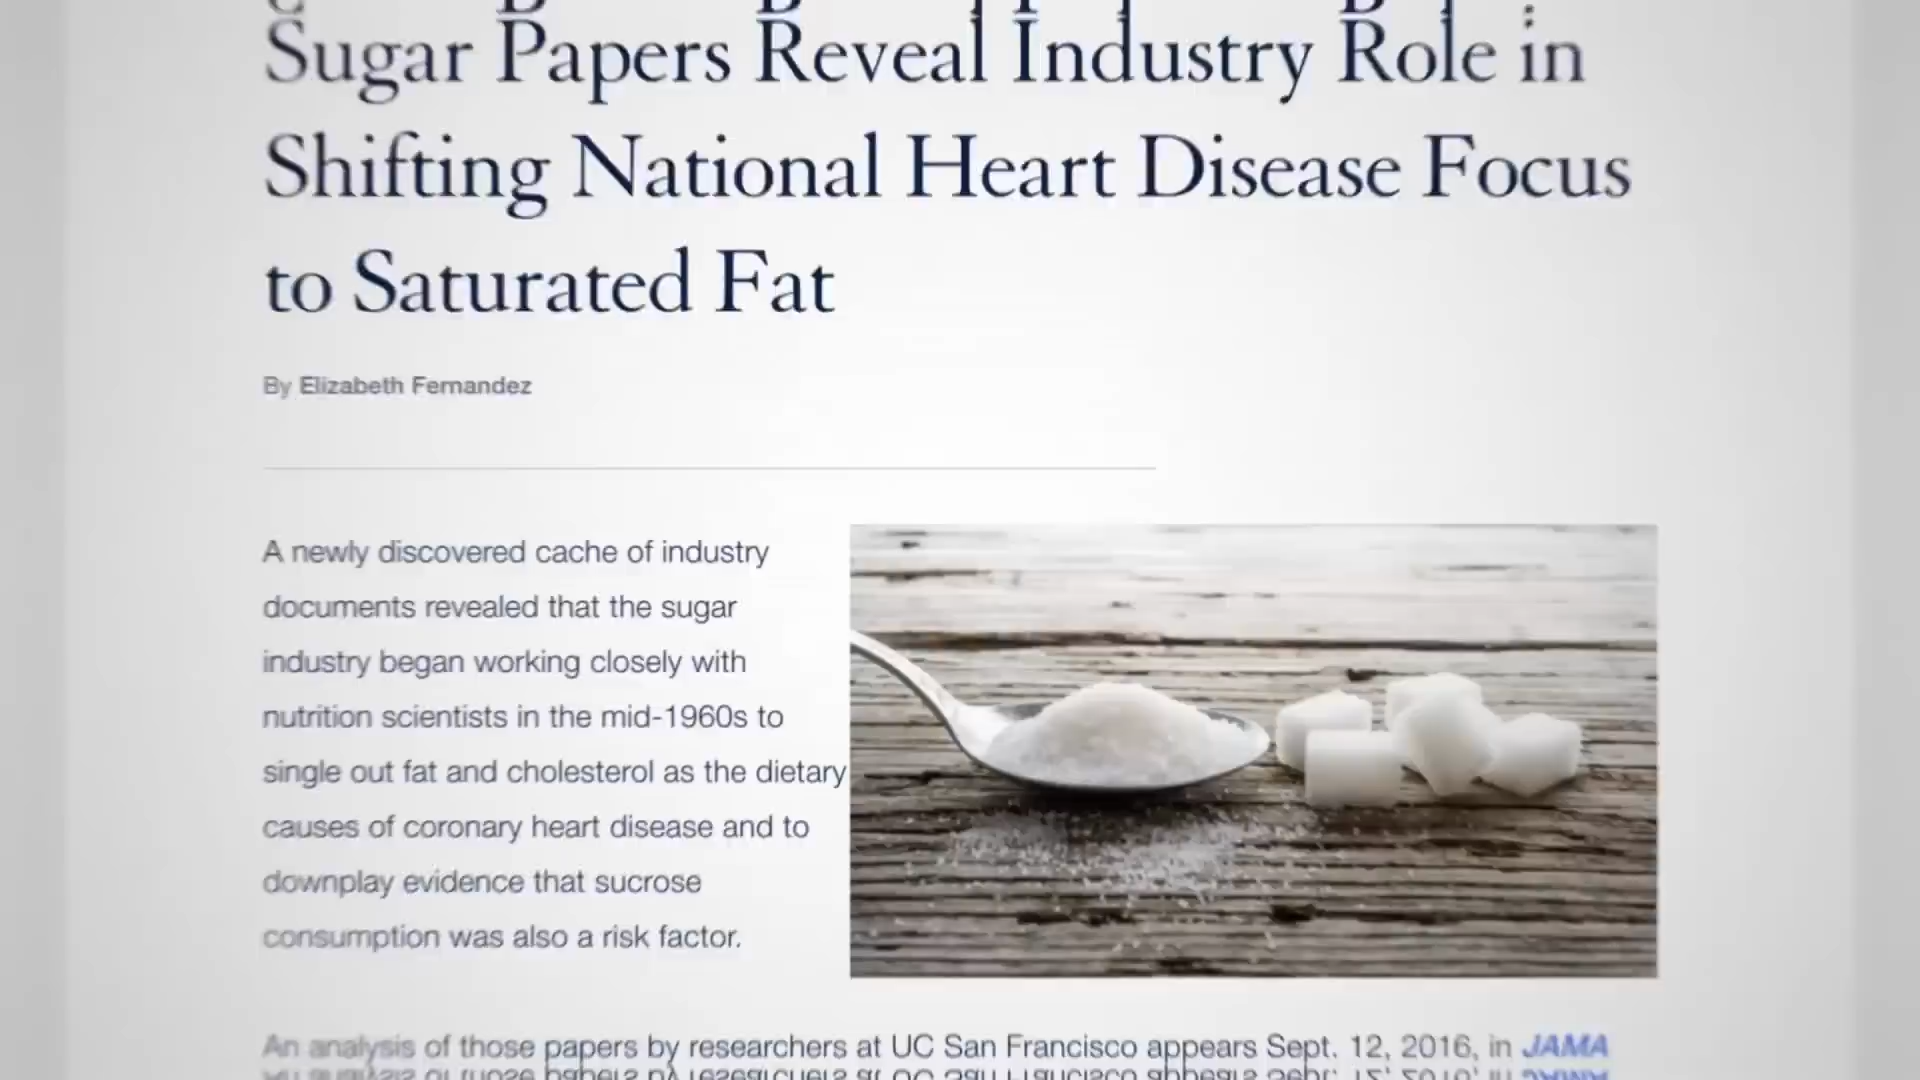 Sugar Papers Reveal Industry Role in
Shifting National Heart Disease Focus
to Saturated Fat
By Elizabeth Fernandez
A newly discovered cache of industry
documents revealed that the sugar
industry began working closely with
nutrition scientists in the mid-1960s to
single out fat and cholesterol as the dietary
causes of coronary heart disease and to
downplay evidence that sucrose
consumption was also a risk factor.
An analysis of those papers by researchers at UC San Francisco appears Sept. 12, 2016, in JAMA